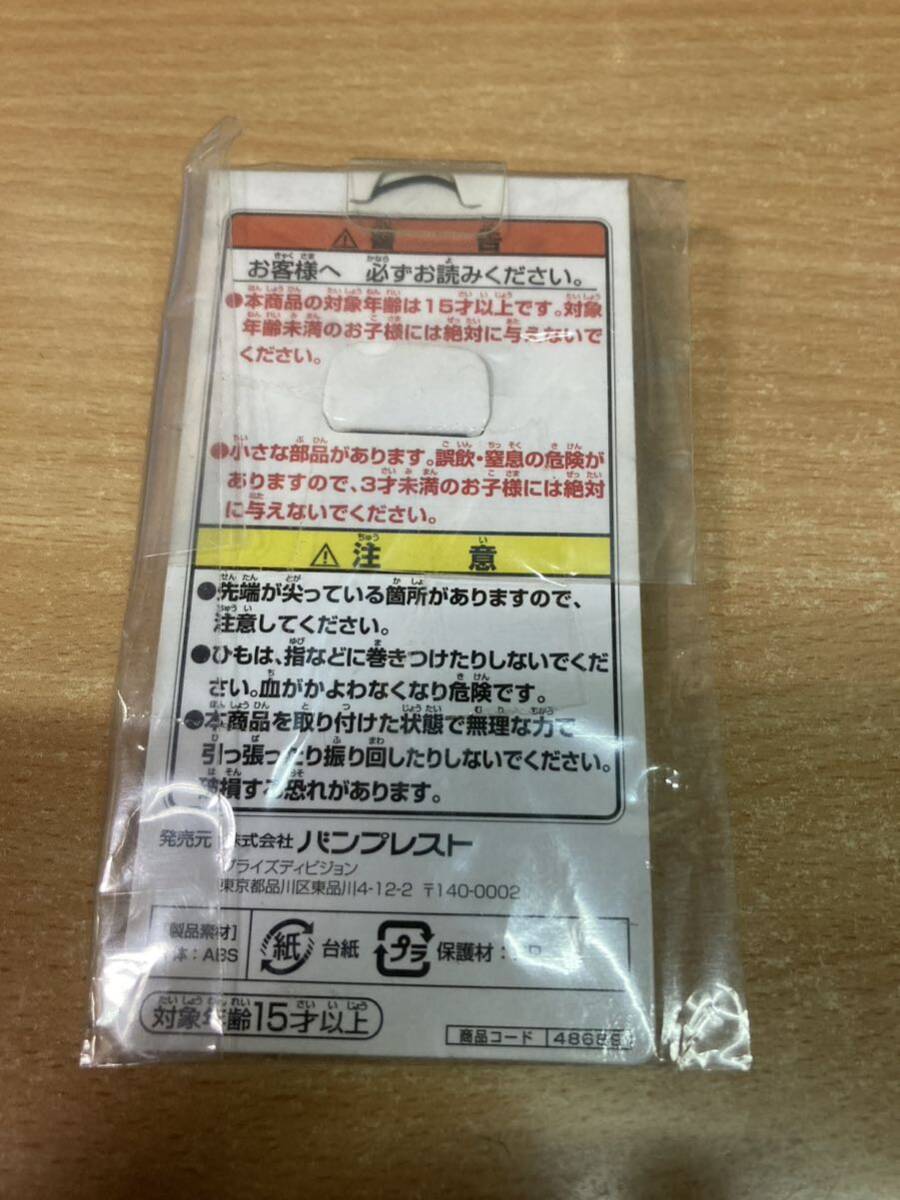 ⚠警告
お客様へ 必ずお読みください。
●本商品の対象年齢は15才以上です。対象
年齢未満のお子様には絶対に与えないで
ください。
●小さな部品があります。誤飲・窒息の危険が
ありますので、3才未満のお子様には絶対
に与えないでください。
⚠注意
●先端が尖っている箇所がありますので、
注意してください。
●ひもは、指などに巻きつけたりしないでくだ
さい。血がかよわなくなり危険です。
●本商品を取り付けた状態で無理な力で
引っ張ったり振り回したりしないでください。
破損する恐れがあります。
発売元 株式会社 バンプレスト
プライズディビジョン
東京都品川区東品川4-12-2 〒140-0002
[製品素材]
本体：ABS
紙 台紙
プラ 保護材：
対象年齢15才以上
商品コード